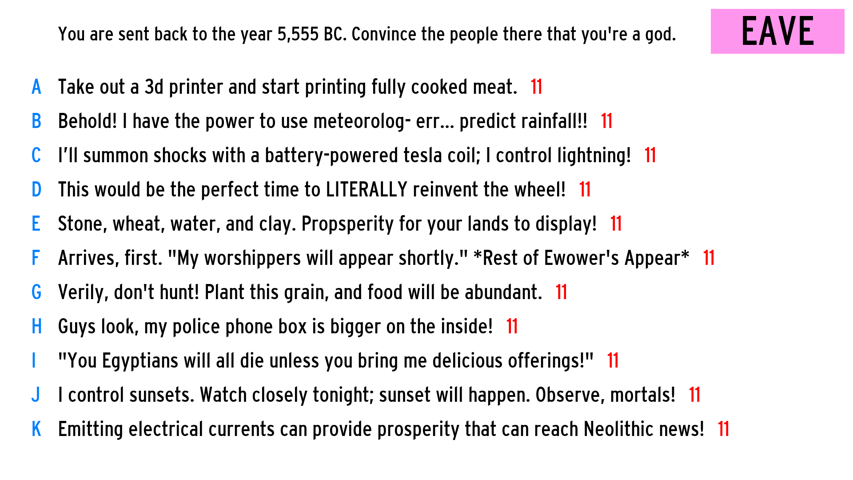 You are sent back to the year 5,555 BC. Convince the people there that you're a god.
EAVE
A Take out a 3d printer and start printing fully cooked meat. 11
B Behold! I have the power to use meteorolog- err... predict rainfall!! 11
C I'll summon shocks with a battery-powered tesla coil; I control lightning! 11
D This would be the perfect time to LITERALLY reinvent the wheel! 11
E Stone, wheat, water, and clay. Propsperity for your lands to display! 11
F Arrives, first. "My worshippers will appear shortly." *Rest of Ewower's Appear* 11
G Verily, don't hunt! Plant this grain, and food will be abundant. 11
H Guys look, my police phone box is bigger on the inside! 11
I "You Egyptians will all die unless you bring me delicious offerings!" 11
J I control sunsets. Watch closely tonight; sunset will happen. Observe, mortals! 11
K Emitting electrical currents can provide prosperity that can reach Neolithic news! 11